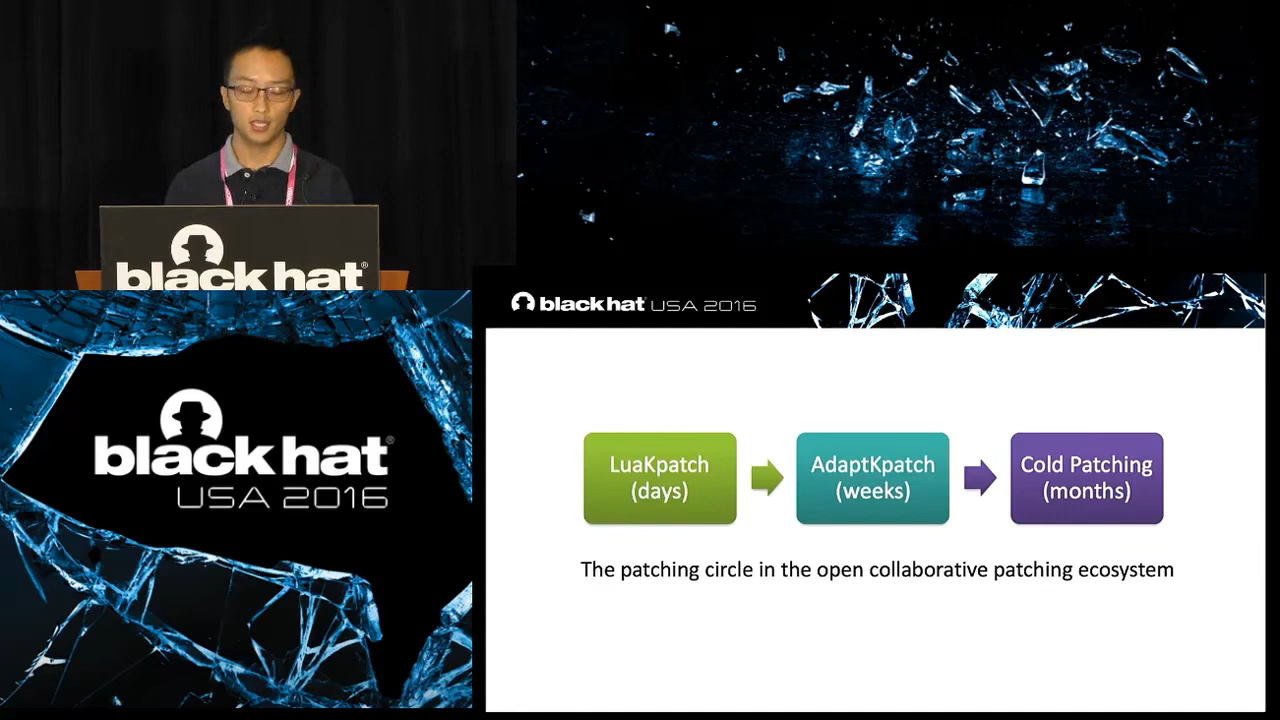 black hat®
black hat®
USA 2016
black hat® USA 2016
LuaKpatch
(days)
AdaptKpatch
(weeks)
Cold Patching
(months)
The patching circle in the open collaborative patching ecosystem